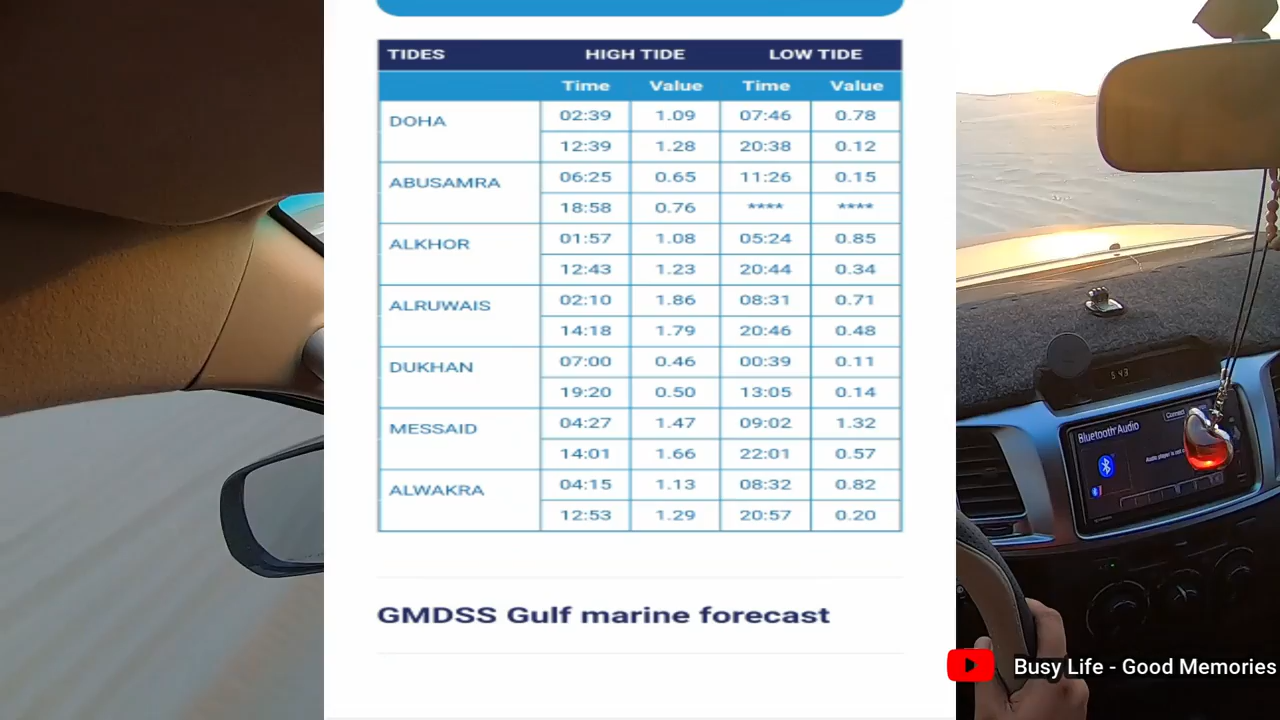 TIDES HIGH TIDE LOW TIDE
Time Value Time Value
DOHA 02:39 1.09 07:46 0.78
12:39 1.28 20:38 0.12
ABUSAMRA 06:25 0.65 11:26 0.15
18:58 0.76 **** ****
ALKHOR 01:57 1.08 05:24 0.85
12:43 1.23 20:44 0.34
ALRUWAIS 02:10 1.86 08:31 0.71
14:18 1.79 20:46 0.48
DUKHAN 07:00 0.46 00:39 0.11
19:20 0.50 13:05 0.14
MESSAID 04:27 1.47 09:02 1.32
14:01 1.66 22:01 0.57
ALWAKRA 04:15 1.13 08:32 0.82
12:53 1.29 20:57 0.20
GMDSS Gulf marine forecast
5:43
Connect
Bluetooth Audio
Audio player is not
Busy Life - Good Memories